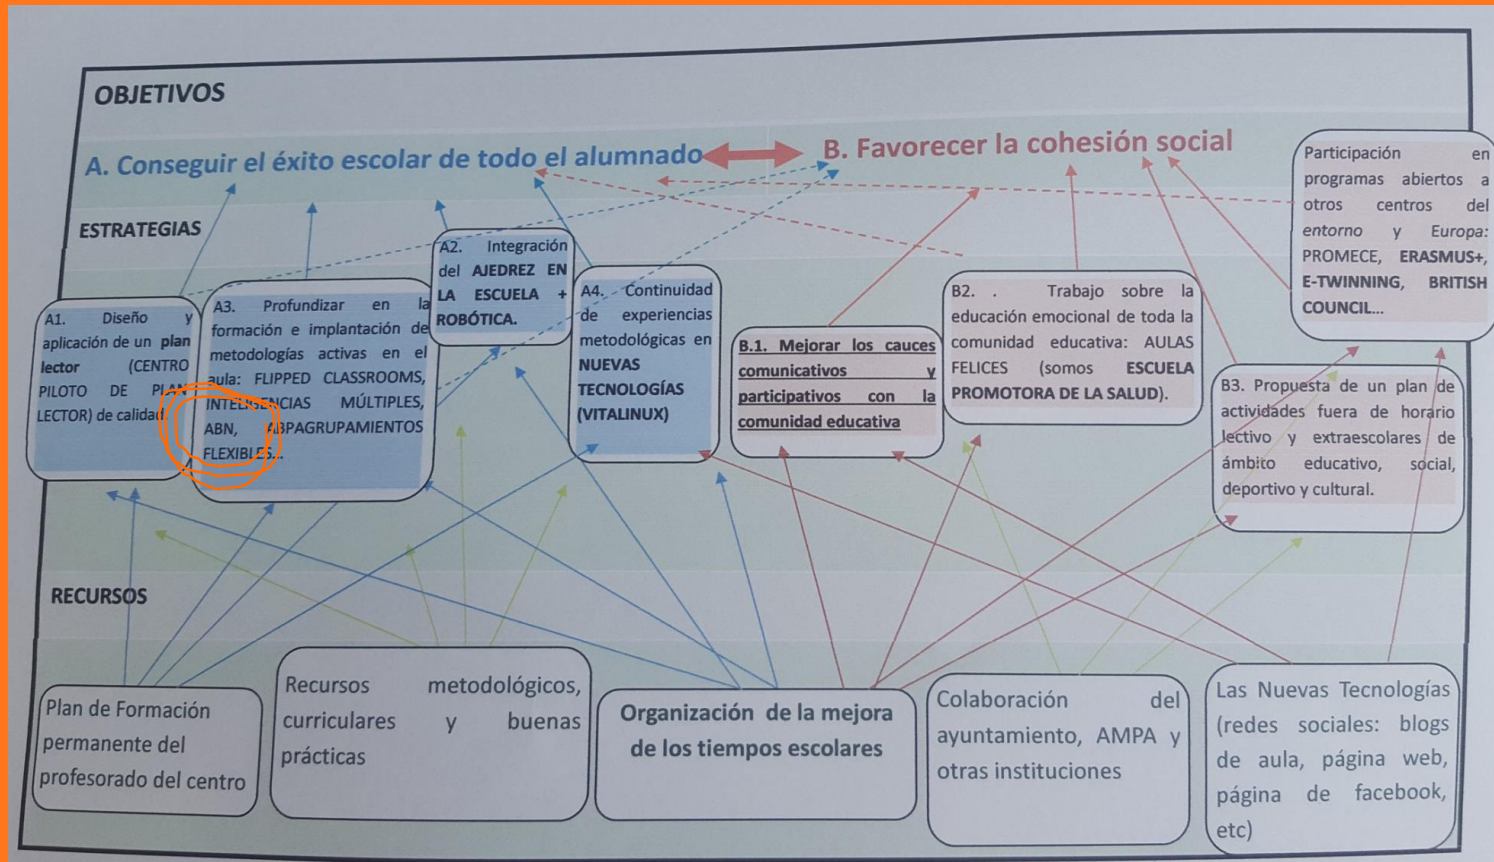 OBJETIVOS
A. Conseguir el éxito escolar de todo el alumnado
B. Favorecer la cohesión social
Participación en
programas abiertos a
otros centros del
entorno y Europa:
PROMECE, ERASMUS+,
E-TWINNING, BRITISH
COUNCIL...
ESTRATEGIAS
A1. Diseño y
aplicación de un plan
lector (CENTRO
PILOTO DE PLAN
LECTOR) de calidad
A3. Profundizar en la
formación e implantación de
metodologías activas en el
aula: FLIPPED CLASSROOMS,
INTELIGENCIAS MÚLTIPLES,
ABN, ABPAGRUPAMIENTOS
FLEXIBLES...
A2. Integración
del AJEDREZ EN
LA ESCUELA +
ROBÓTICA.
A4. Continuidad
de experiencias
metodológicas en
NUEVAS
TECNOLOGÍAS
(VITALINUX)
B.1. Mejorar los cauces
comunicativos y
participativos con la
comunidad educativa
B2. . Trabajo sobre la
educación emocional de toda la
comunidad educativa: AULAS
FELICES (somos ESCUELA
PROMOTORA DE LA SALUD).
B3. Propuesta de un plan de
actividades fuera de horario
lectivo y extraescolares de
ámbito educativo, social,
deportivo y cultural.
RECURSOS
Plan de Formación
permanente del
profesorado del centro
Recursos metodológicos,
curriculares y buenas
prácticas
Organización de la mejora
de los tiempos escolares
Colaboración del
ayuntamiento, AMPA y
otras instituciones
Las Nuevas Tecnologías
(redes sociales: blogs
de aula, página web,
página de facebook,
etc)